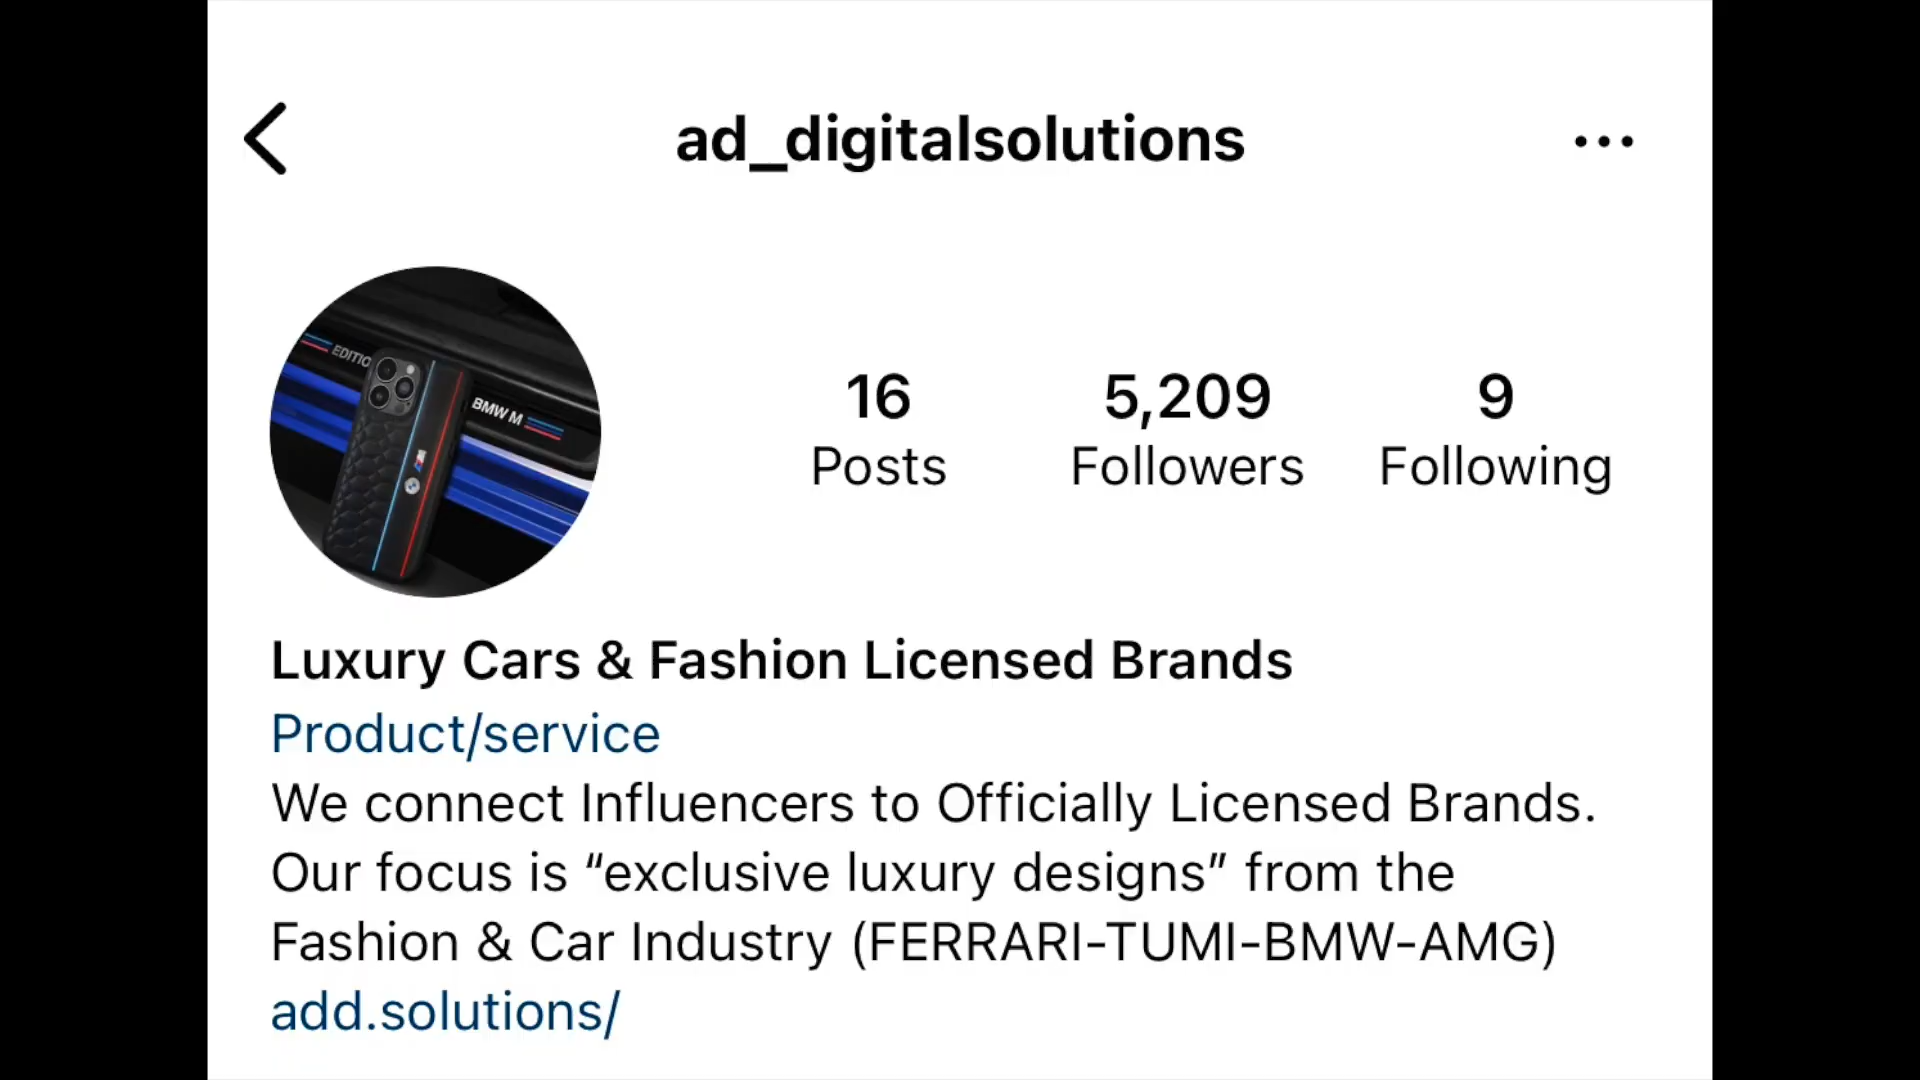 ad_digitalsolutions
EDITIO
BMW M
16
Posts
5,209
Followers
9
Following
Luxury Cars & Fashion Licensed Brands
Product/service
We connect Influencers to Officially Licensed Brands.
Our focus is “exclusive luxury designs” from the
Fashion & Car Industry (FERRARI-TUMI-BMW-AMG)
add.solutions/